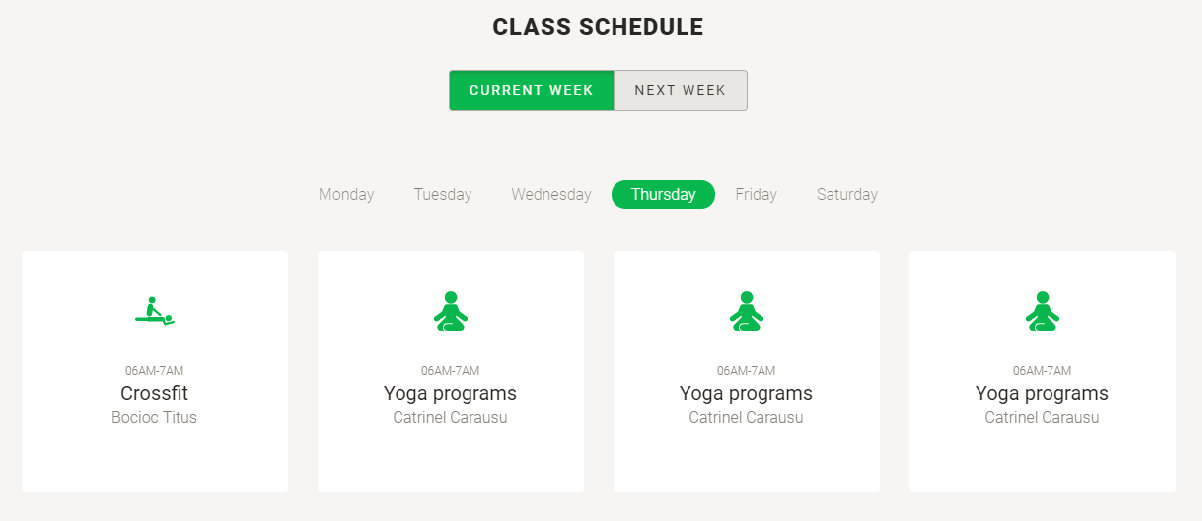 CLASS SCHEDULE
CURRENT WEEK NEXT WEEK
Monday Tuesday Wednesday Thursday Friday Saturday
06AM-7AM
Crossfit
Bocioc Titus
06AM-7AM
Yoga programs
Catrinel Carausu
06AM-7AM
Yoga programs
Catrinel Carausu
06AM-7AM
Yoga programs
Catrinel Carausu